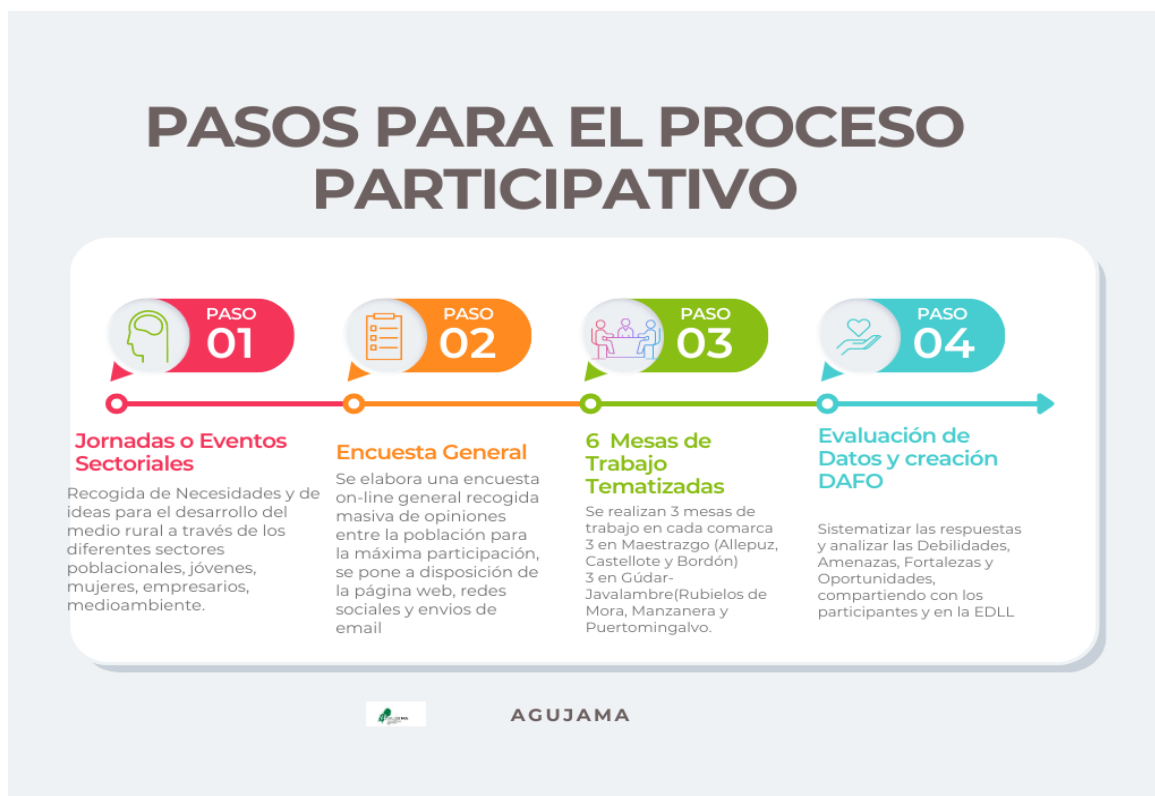 PASOS PARA EL PROCESO
PARTICIPATIVO
PASO
01
Jornadas o Eventos
Sectoriales
Recogida de Necesidades y de
ideas para el desarrollo del
medio rural a través de los
diferentes sectores
poblacionales, jóvenes,
mujeres, empresarios,
medioambiente.
PASO
02
Encuesta General
Se elabora una encuesta
on-line general recogida
masiva de opiniones
entre la población para
la máxima participación,
se pone a disposición de
la página web, redes
sociales y envios de
email
PASO
03
6 Mesas de
Trabajo
Tematizadas
Se realizan 3 mesas de
trabajo en cada comarca
3 en Maestrazgo (Allepuz,
Castellote y Bordón)
3 en Gúdar-
Javalambre(Rubielos de
Mora, Manzanera y
Puertomingalvo.
PASO
04
Evaluación de
Datos y creación
DAFO
Sistematizar las respuestas
y analizar las Debilidades,
Amenazas, Fortalezas y
Oportunidades,
compartiendo con los
participantes y en la EDLL
AGUJAMA